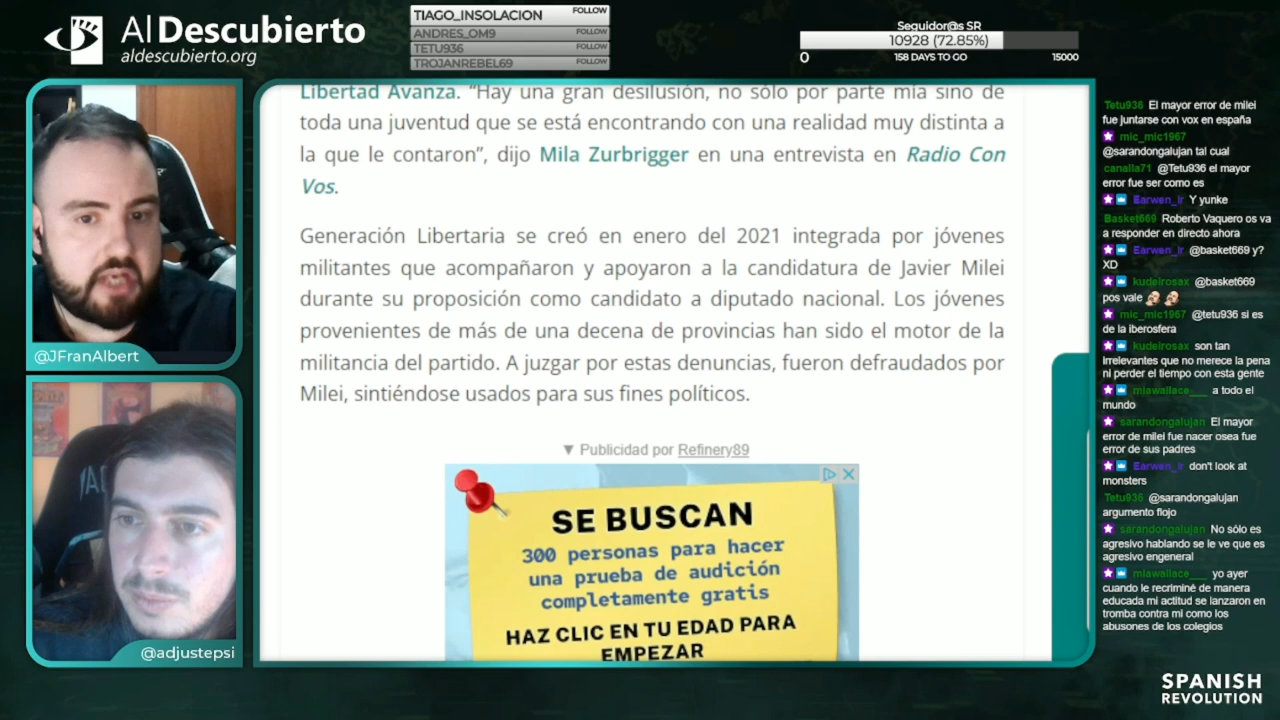 Al Descubierto
aldescubierto.org
TIAGO_INSOLACION FOLLOW
ANDRES_OM9 FOLLOW
TETU936 FOLLOW
TROJANREBEL69 FOLLOW
Seguidor@s SR
10928 (72.85%)
0 158 DAYS TO GO 15000
@JFranAlbert
@adjustepsi
Libertad Avanza. “Hay una gran desilusión, no sólo por parte mía sino de
toda una juventud que se está encontrando con una realidad muy distinta a
la que le contaron”, dijo Mila Zurbrigger en una entrevista en Radio Con
Vos.
Generación Libertaria se creó en enero del 2021 integrada por jóvenes
militantes que acompañaron y apoyaron a la candidatura de Javier Milei
durante su proposición como candidato a diputado nacional. Los jóvenes
provenientes de más de una decena de provincias han sido el motor de la
militancia del partido. A juzgar por estas denuncias, fueron defraudados por
Milei, sintiéndose usados para sus fines políticos.
▼ Publicidad por Refinery89
SE BUSCAN
300 personas para hacer
una prueba de audición
completamente gratis
HAZ CLIC EN TU EDAD PARA
EMPEZAR
Tetu936 El mayor error de milei
fue juntarse con vox en españa
mic_mic1967
@sarandongalujan tal cual
canalla71 @Tetu936 el mayor
error fue ser como es
Earwen_ir Y yunke
Basket669 Roberto Vaquero os va
a responder en directo ahora
Earwen_ir @basket669 y?
XD
kudelrosax @basket669
pos vale
mic_mic1967 @tetu936 si es
de la iberosfera
kudelrosax son tan
irrelevantes que no merece la pena
ni perder el tiempo con esta gente
miawallace___ a todo el
mundo
sarandongalujan El mayor
error de milei fue nacer osea fue
error de sus padres
Earwen_ir don't look at
monsters
Tetu936 @sarandongalujan
argumento flojo
sarandongalujan No sólo es
agresivo hablando se le ve que es
agresivo engeneral
miawallace___ yo ayer
cuando le recriminé de manera
educada mi actitud se lanzaron en
tromba contra mi como los
abusones de los colegios
SPANISH
REVOLUTION